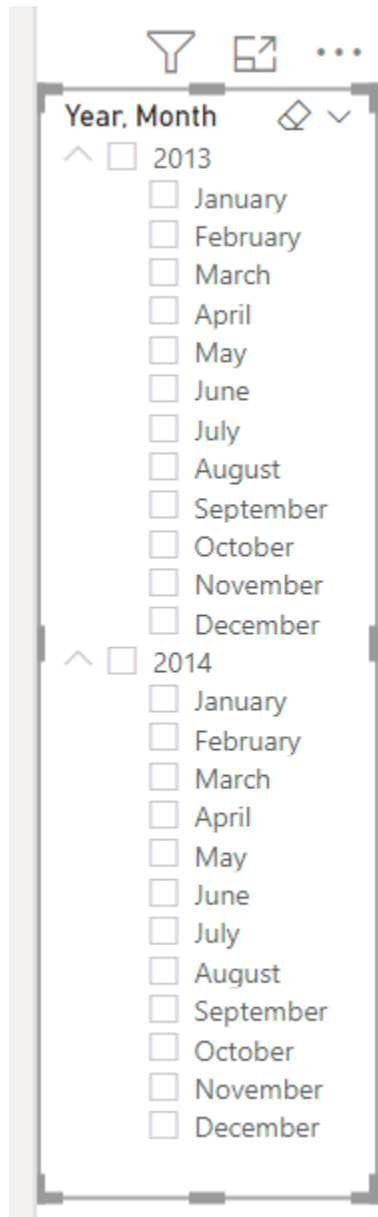 Year, Month
2013
January
February
March
April
May
June
July
August
September
October
November
December
2014
January
February
March
April
May
June
July
August
September
October
November
December